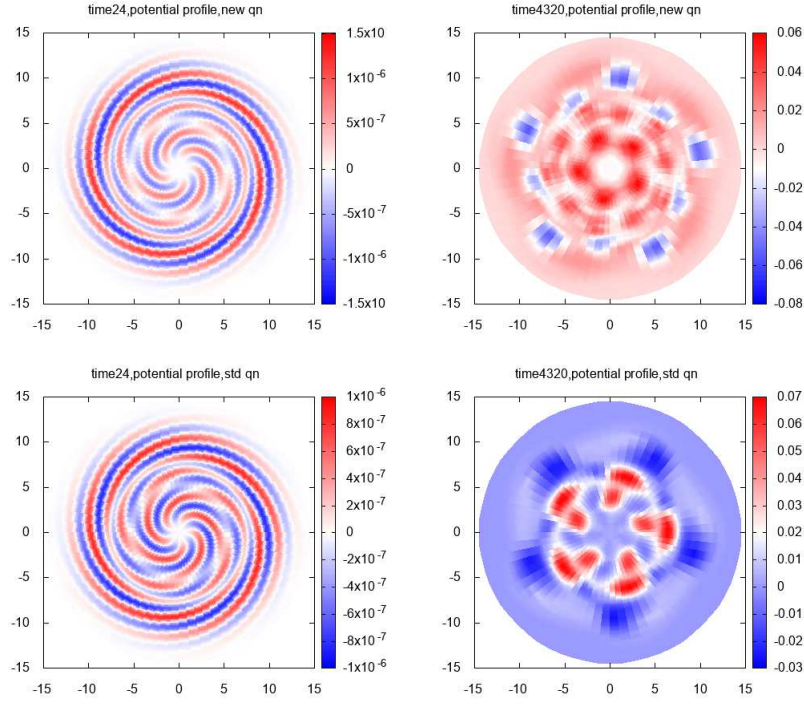 time24,potential profile,new qn
15
10
5
0
-5
-10
-15
-15 -10 -5 0 5 10 15
1.5x10
1x10⁻⁶
5x10⁻⁷
0
-5x10⁻⁷
-1x10⁻⁶
-1.5x10
time4320,potential profile,new qn
15
10
5
0
-5
-10
-15
-15 -10 -5 0 5 10 15
0.06
0.04
0.02
0
-0.02
-0.04
-0.06
-0.08
time24,potential profile,std qn
15
10
5
0
-5
-10
-15
-15 -10 -5 0 5 10 15
1x10⁻⁶
8x10⁻⁷
6x10⁻⁷
4x10⁻⁷
2x10⁻⁷
0
-2x10⁻⁷
-4x10⁻⁷
-6x10⁻⁷
-8x10⁻⁷
-1x10⁻⁶
time4320,potential profile,std qn
15
10
5
0
-5
-10
-15
-15 -10 -5 0 5 10 15
0.07
0.06
0.05
0.04
0.03
0.02
0.01
0
-0.01
-0.02
-0.03